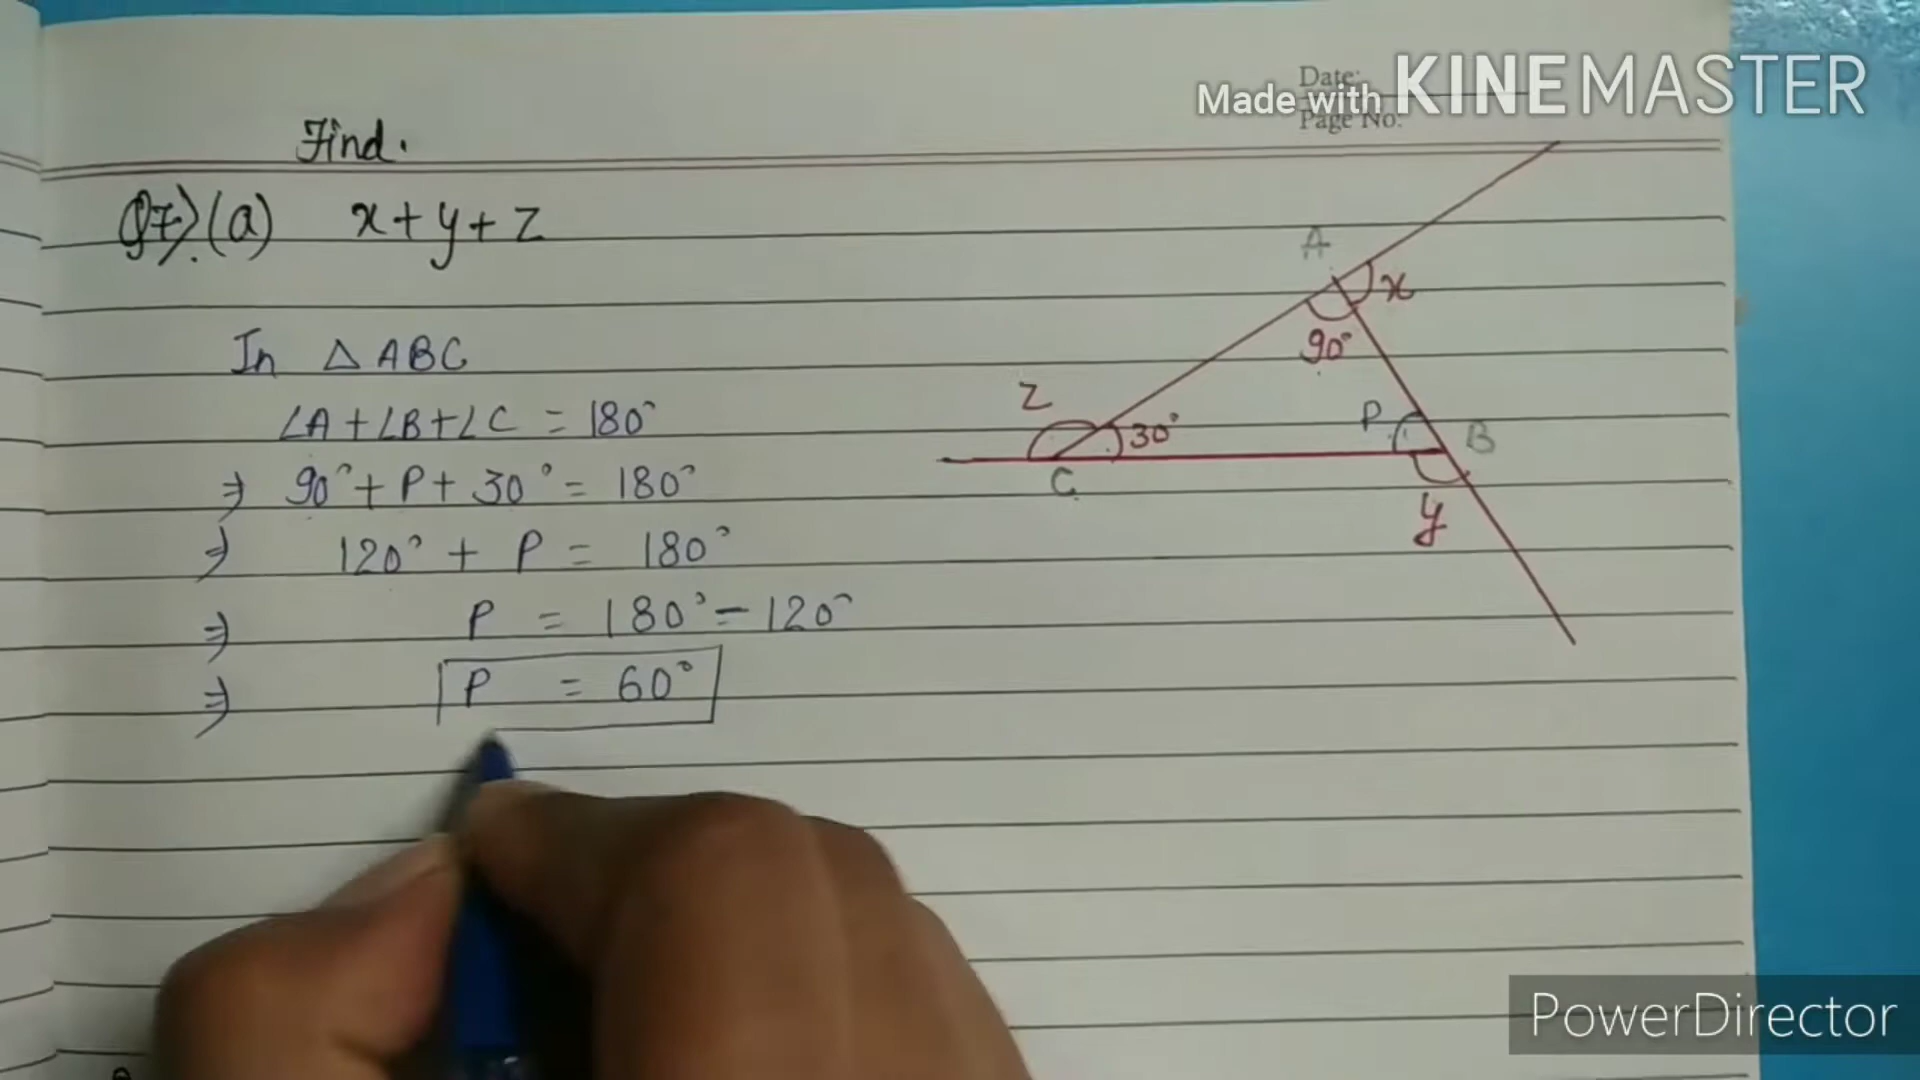 Date:
Made with KINEMASTER
Page No:
Find.
Q7>.(a) x+y+z
In △ ABC
∠A+∠B+∠C = 180°
⇒ 90°+P+30° = 180°
⇒ 120° + P = 180°
⇒ P = 180° - 120°
⇒ P = 60°
A
x
90°
z
30°
P
B
C
y
PowerDirector